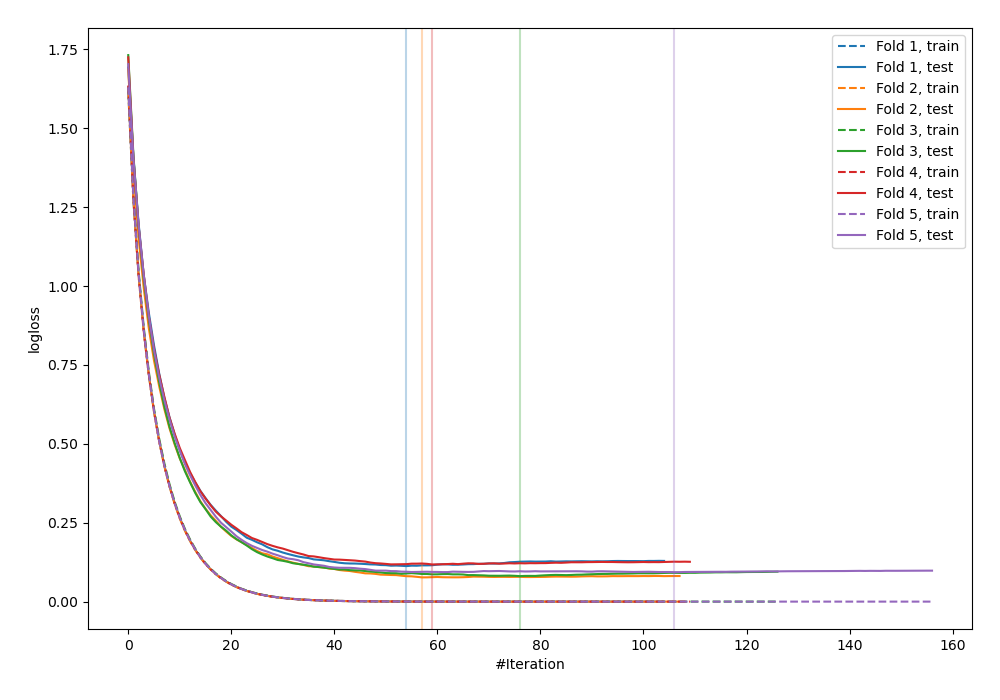 1.75
1.50
1.25
1.00
0.75
0.50
0.25
0.00
logloss
0 20 40 60 80 100 120 140 160
#Iteration
Fold 1, train
Fold 1, test
Fold 2, train
Fold 2, test
Fold 3, train
Fold 3, test
Fold 4, train
Fold 4, test
Fold 5, train
Fold 5, test